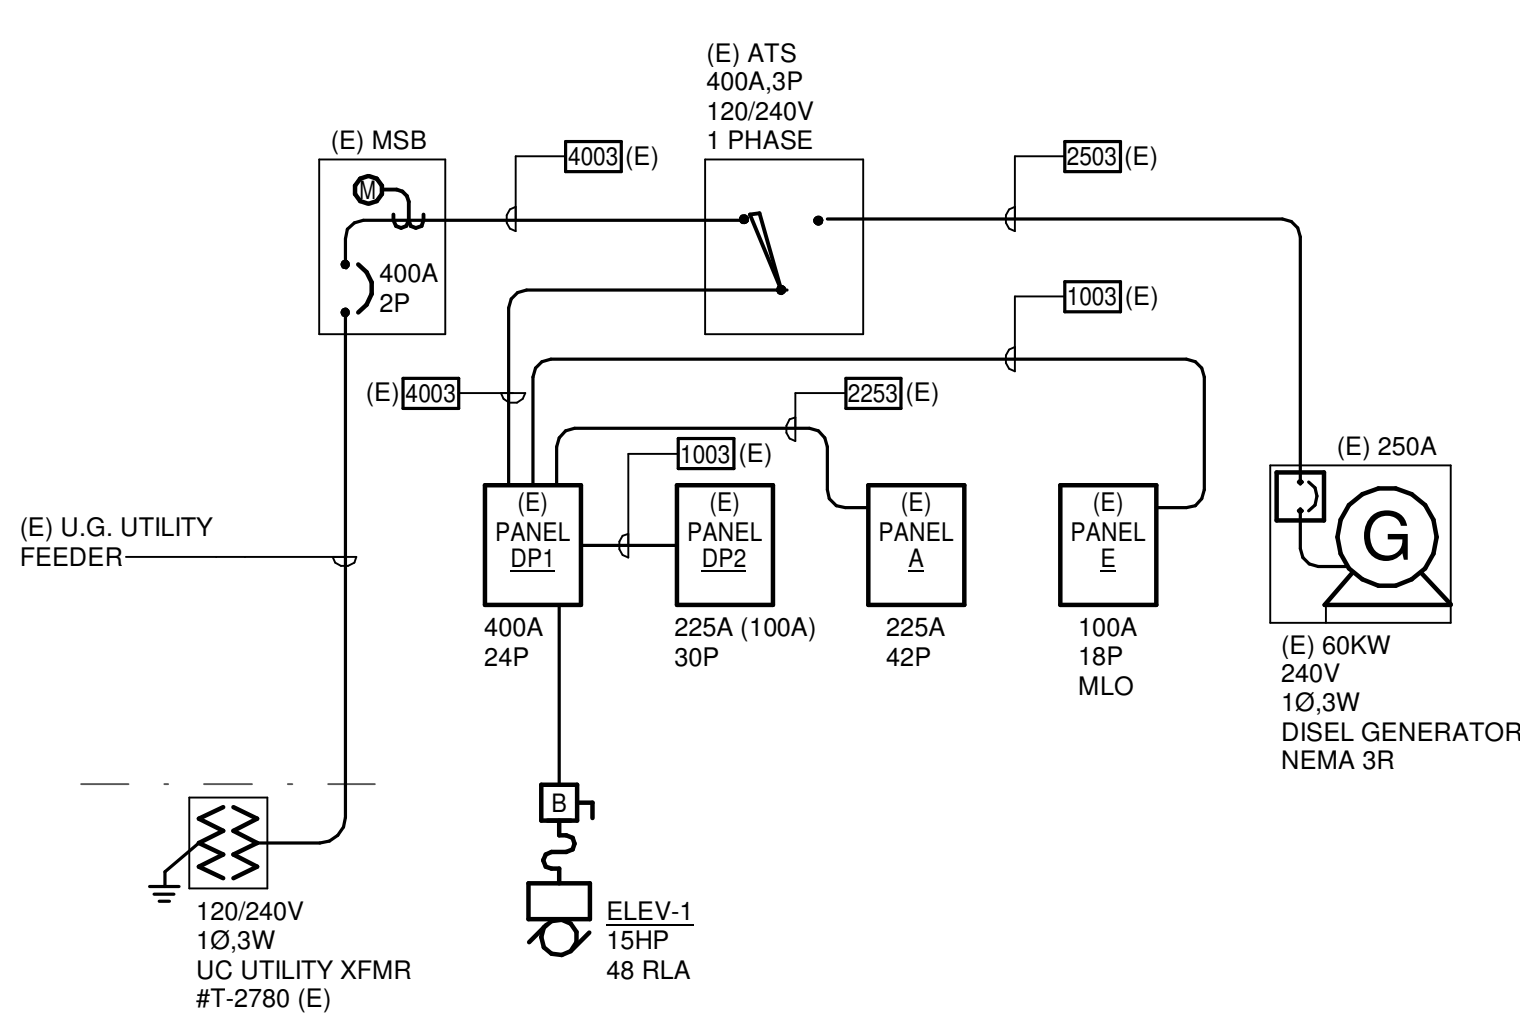 (E) ATS
400A,3P
120/240V
1 PHASE
(E) MSB
4003 (E)
2503 (E)
M
400A
2P
1003 (E)
(E) 4003
2253 (E)
1003 (E)
(E) 250A
(E)
PANEL
DP1
400A
24P
(E)
PANEL
DP2
225A (100A)
30P
(E)
PANEL
A
225A
42P
(E)
PANEL
E
100A
18P
MLO
G
(E) 60KW
240V
1Ø,3W
DISEL GENERATOR
NEMA 3R
(E) U.G. UTILITY
FEEDER
B
ELEV-1
15HP
48 RLA
120/240V
1Ø,3W
UC UTILITY XFMR
#T-2780 (E)